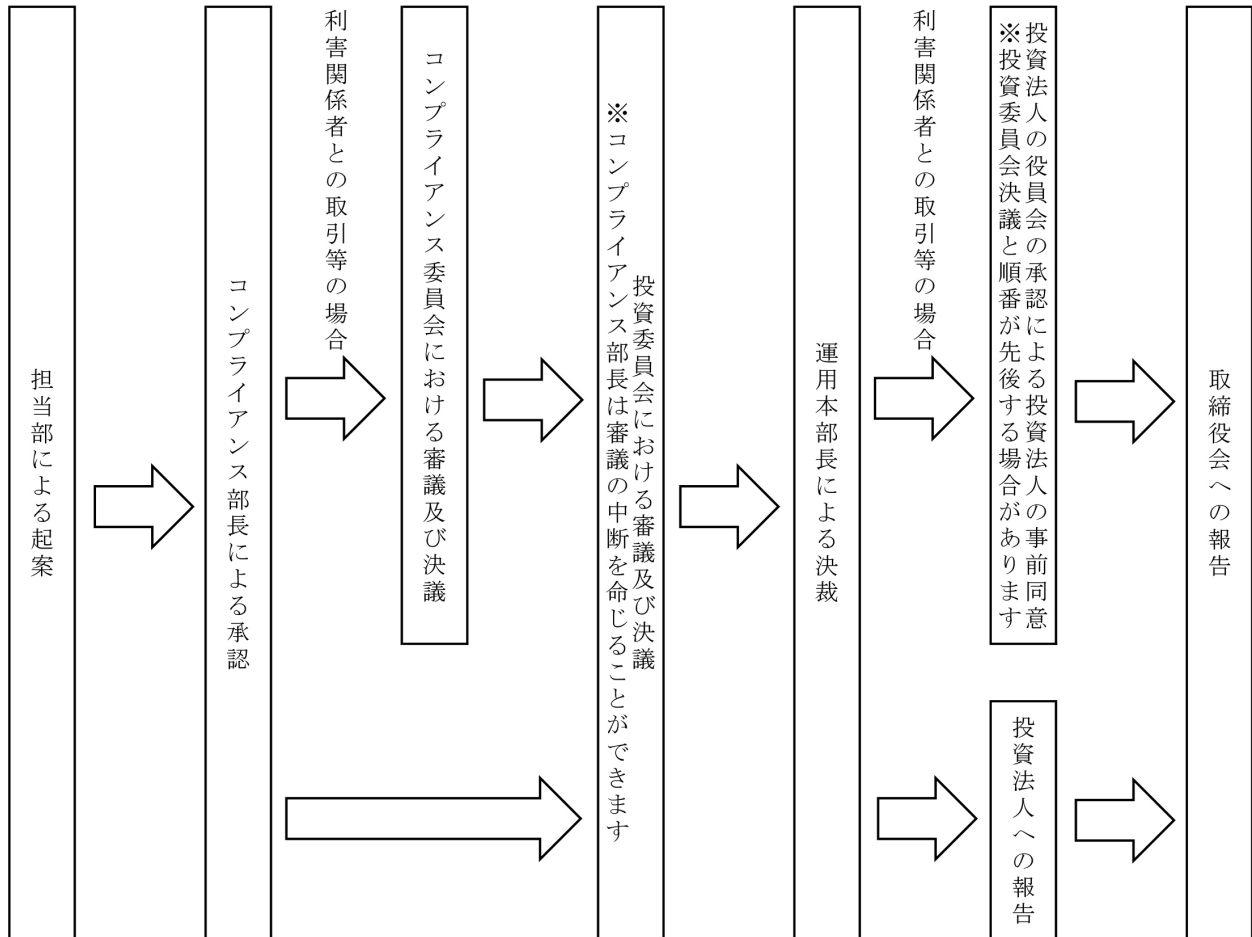 担当部による起案
コンプライアンス部長による承認
利害関係者との取引等の場合
コンプライアンス委員会における審議及び決議
投資委員会における審議及び決議
※コンプライアンス部長は審議の中断を命じることができます
運用本部長による決裁
利害関係者との取引等の場合
投資法人の役員会の承認による投資法人の事前同意
※投資委員会決議と順番が先後する場合があります
投資法人への報告
取締役会への報告